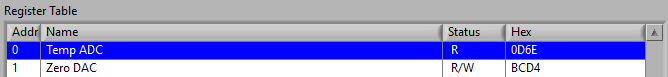 Register Table
Addr Name Status Hex
0 Temp ADC R 0D6E
1 Zero DAC R/W BCD4